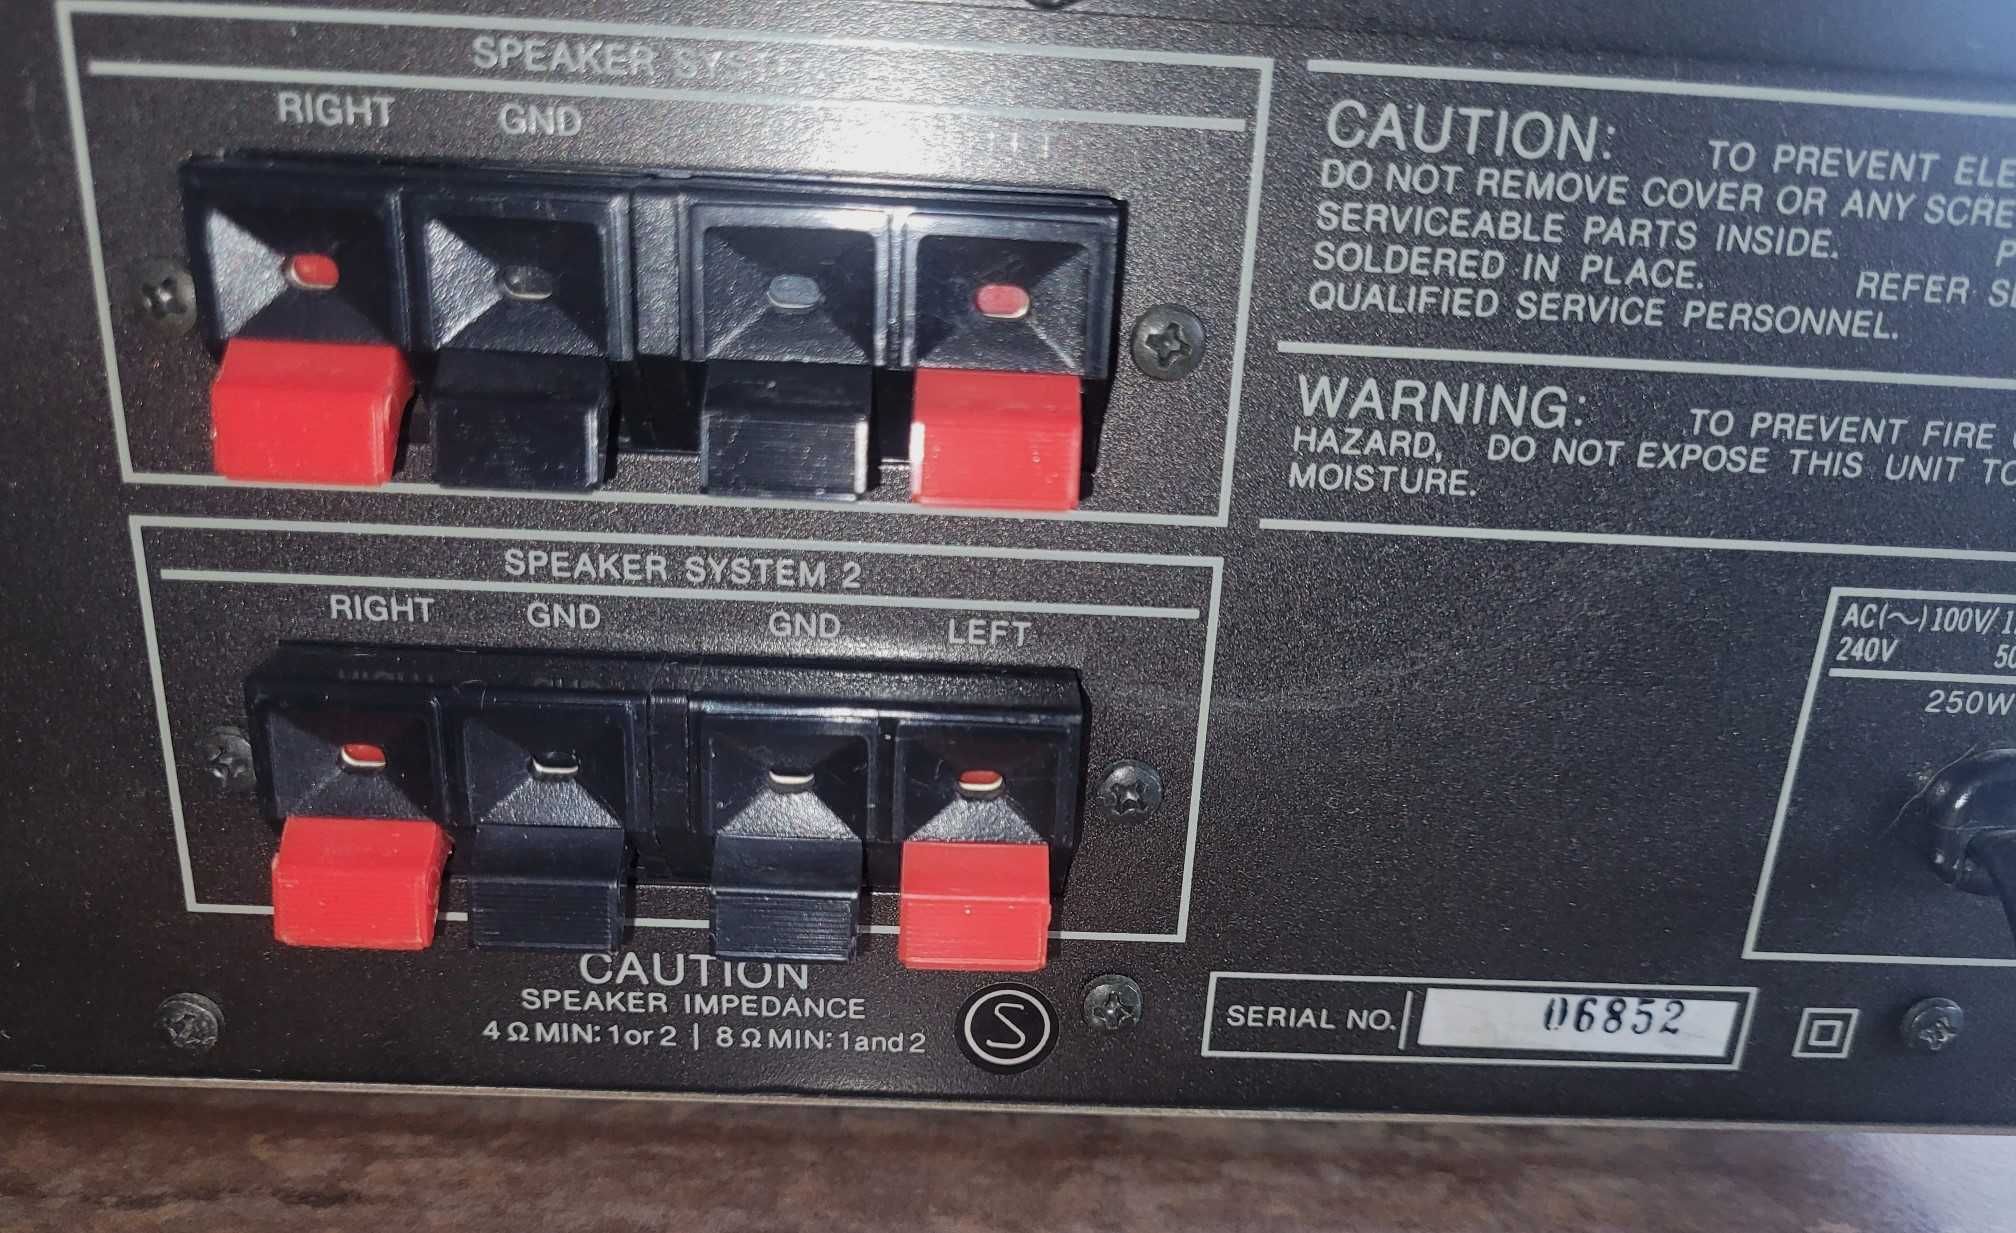 SPEAKER
RIGHT GND
CAUTION: TO PREVENT
DO NOT REMOVE COVER OR ANY
SERVICEABLE PARTS INSIDE.
SOLDERED IN PLACE. REFER
QUALIFIED SERVICE PERSONNEL.
WARNING: TO PREVENT FIRE
HAZARD, DO NOT EXPOSE THIS UNIT TO
MOISTURE.
SPEAKER SYSTEM 2
RIGHT GND GND LEFT
AC(～)100V/
240V
250W
CAUTION
SPEAKER IMPEDANCE
4 Ω MIN: 1 or 2 | 8 Ω MIN: 1 and 2
S
SERIAL NO. 06852